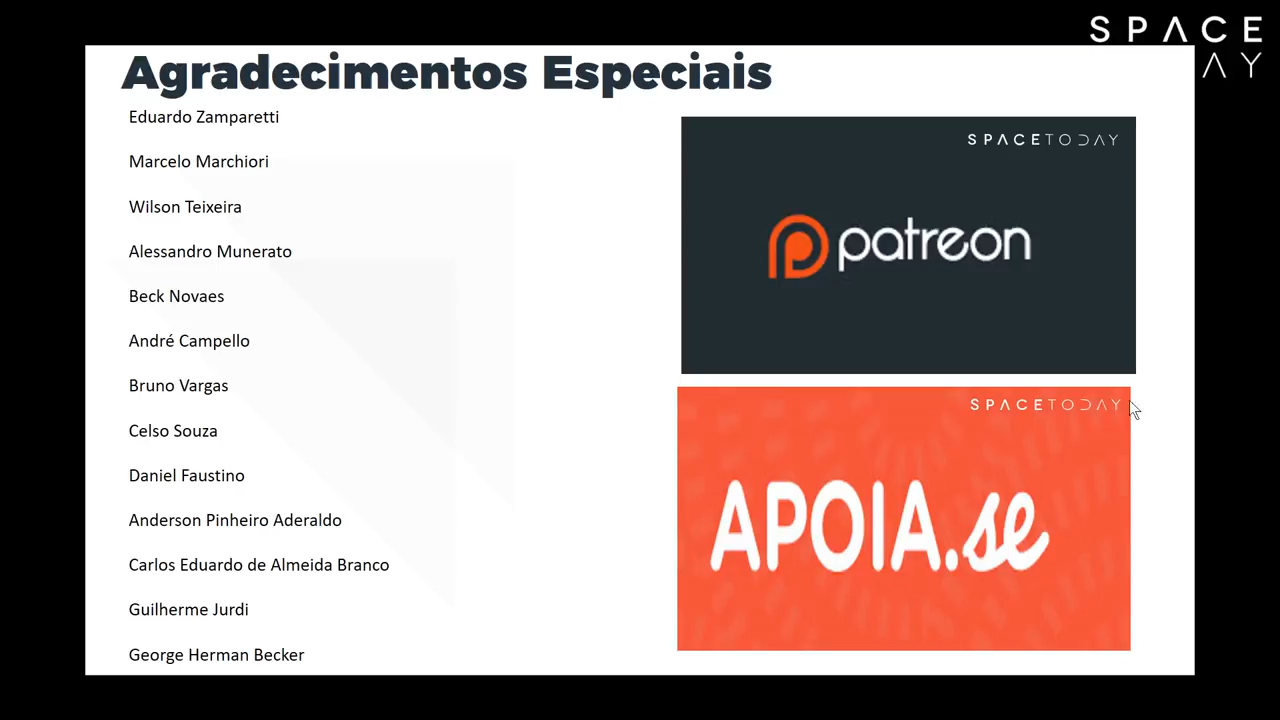 SPACE
AY
Agradecimentos Especiais
Eduardo Zamparetti
Marcelo Marchiori
Wilson Teixeira
Alessandro Munerato
Beck Novaes
André Campello
Bruno Vargas
Celso Souza
Daniel Faustino
Anderson Pinheiro Aderaldo
Carlos Eduardo de Almeida Branco
Guilherme Jurdi
George Herman Becker
SPACETODAY
patreon
SPACETODAY
APOIA.se